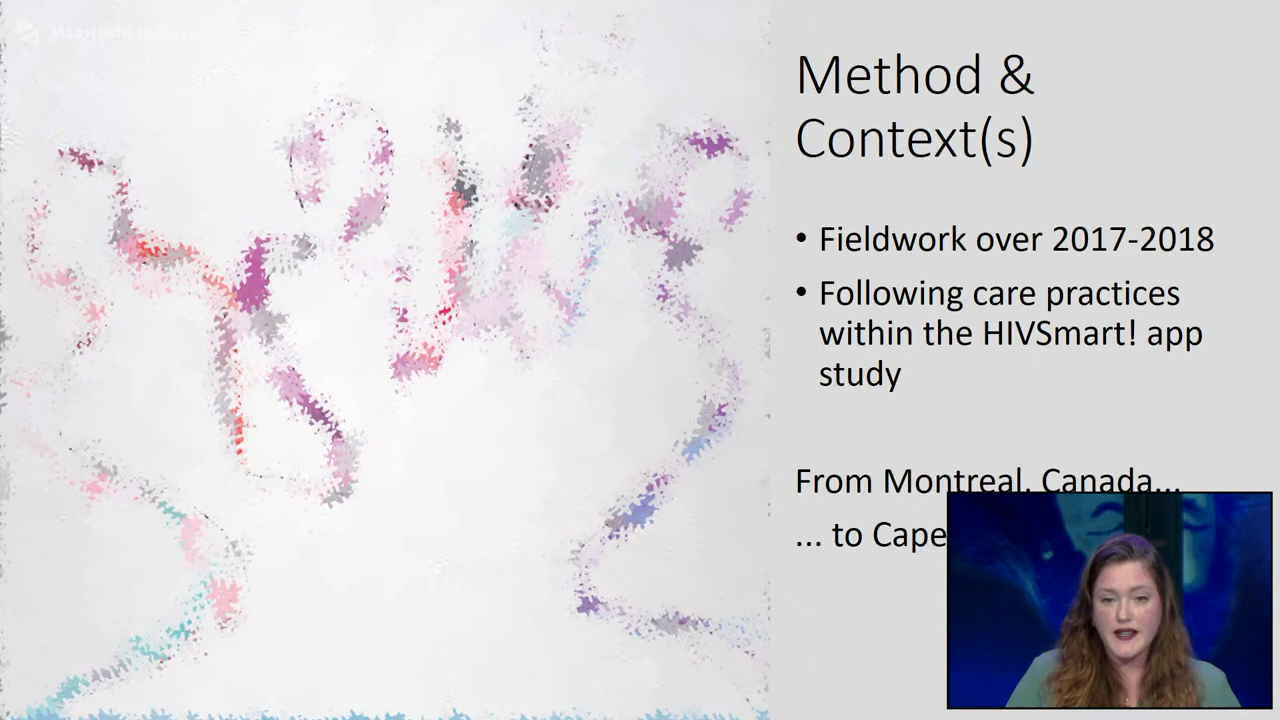 Method &
Context(s)
• Fieldwork over 2017-2018
• Following care practices
within the HIVSmart! app
study
From Montreal, Canada...
... to Cape